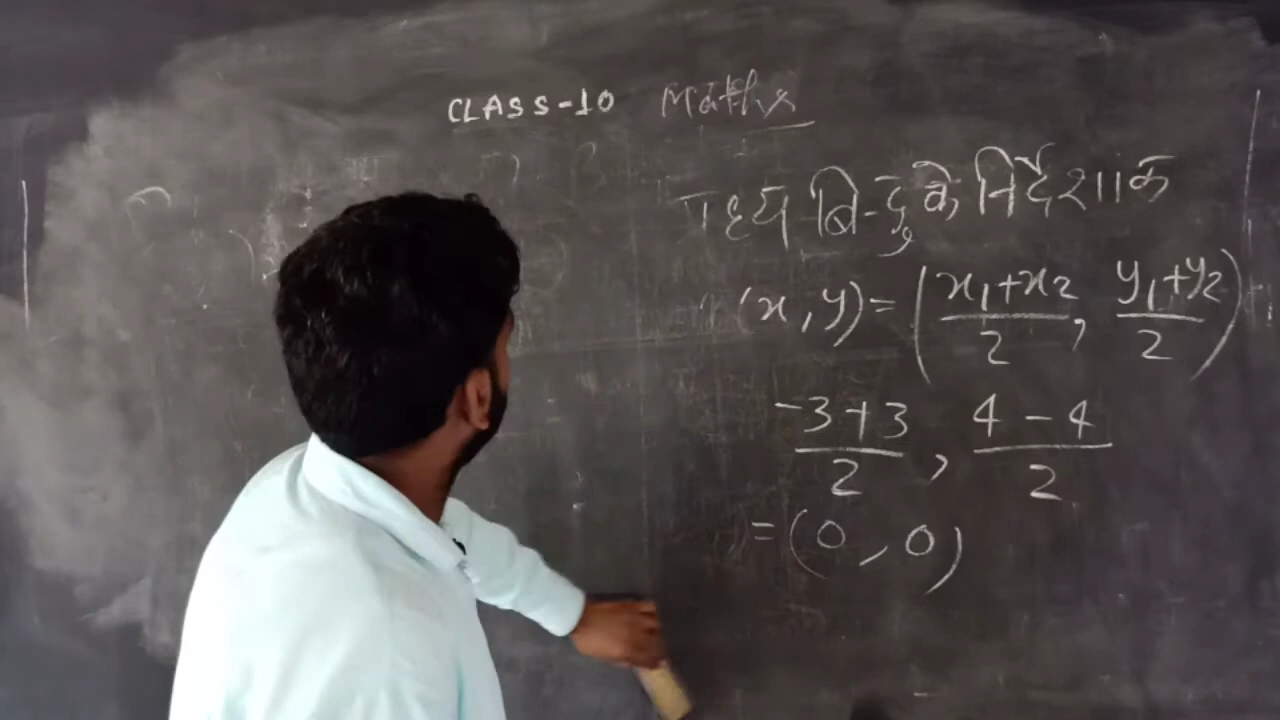 CLASS-10 Maths
मध्य बिन्दु के निर्देशांक
(x, y) = (x₁+x₂/2, y₁+y₂/2)
-3+3/2, 4-4/2
= (0, 0)